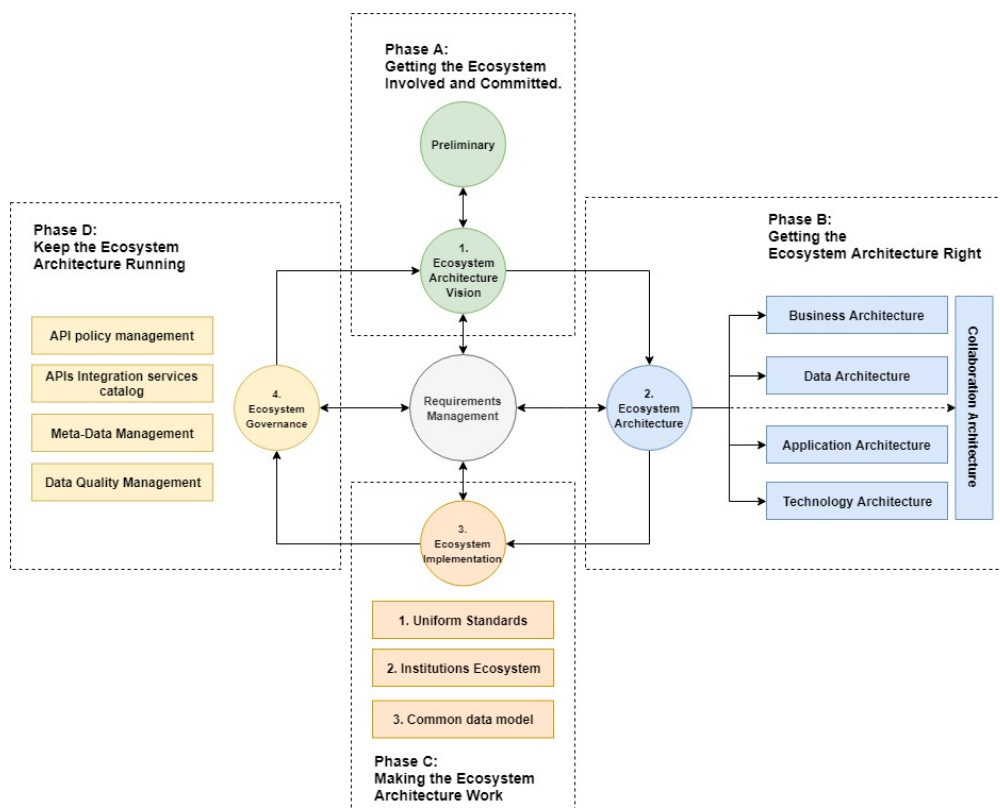 Phase A:
Getting the Ecosystem
Involved and Committed.
Preliminary
1.
Ecosystem
Architecture
Vision
Phase D:
Keep the Ecosystem
Architecture Running
API policy management
APIs Integration services
catalog
Meta-Data Management
Data Quality Management
4.
Ecosystem
Governance
Requirements
Management
2.
Ecosystem
Architecture
Phase B:
Getting the
Ecosystem Architecture Right
Business Architecture
Data Architecture
Application Architecture
Technology Architecture
Collaboration Architecture
3.
Ecosystem
Implementation
1. Uniform Standards
2. Institutions Ecosystem
3. Common data model
Phase C:
Making the Ecosystem
Architecture Work